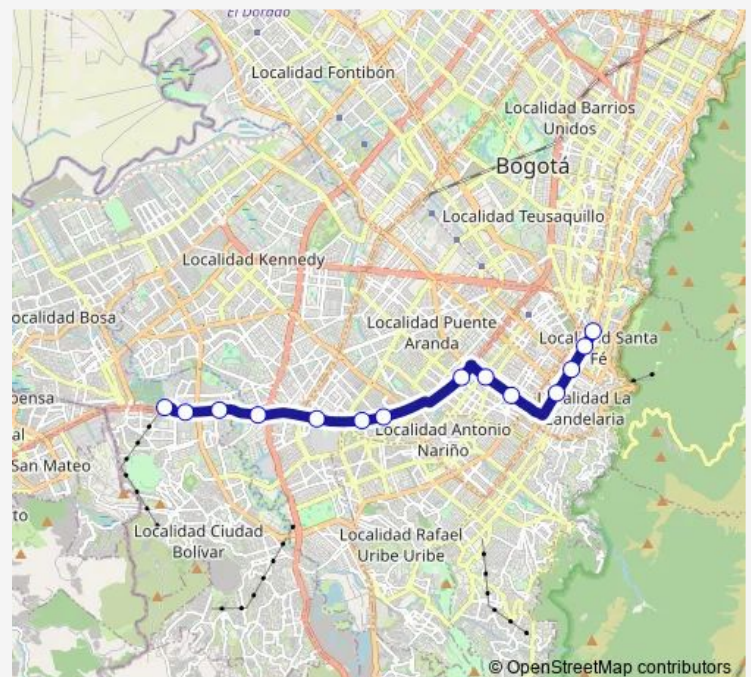 El Dorado
Localidad Fontibón
Localidad Barrios
Unidos
Bogotá
Localidad Teusaquillo
Localidad Kennedy
ocalidad Bosa
Localidad Puente
Aranda
Localidad Santa
Fé
pensa
Localidad La
Candelaria
al
Localidad Antonio
Nariño
San Mateo
to
Localidad Ciudad
Bolívar
Localidad Rafael
Uribe Uribe
© OpenStreetMap contributors